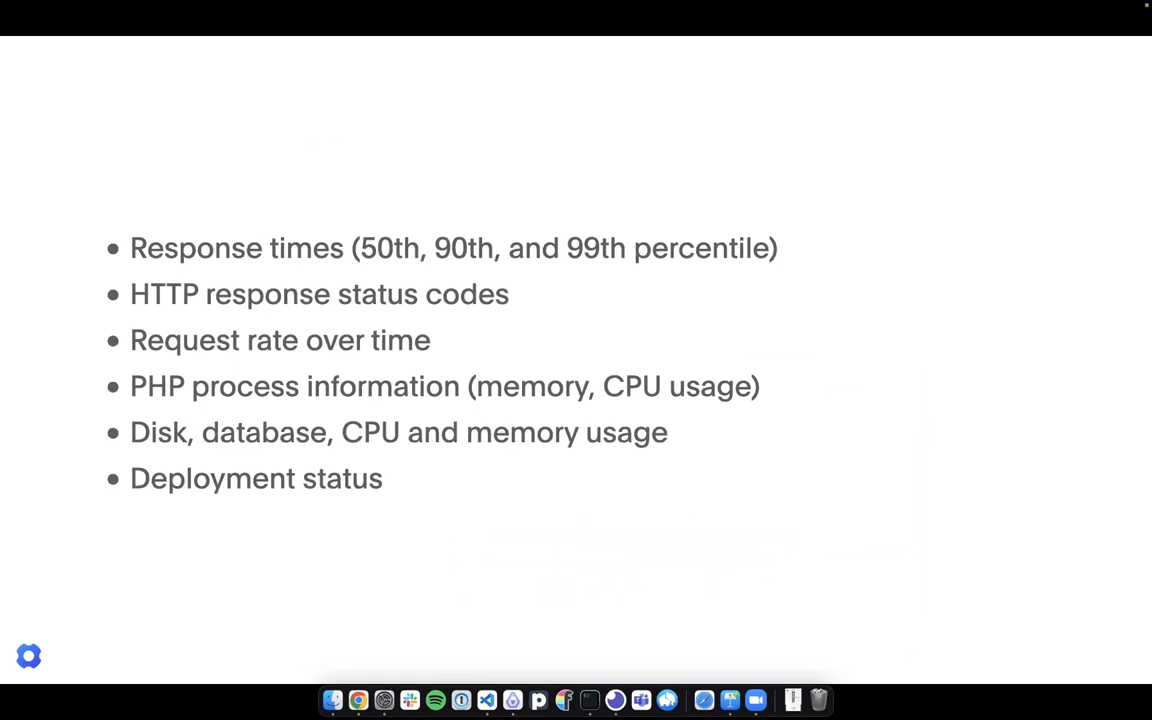 • Response times (50th, 90th, and 99th percentile)
• HTTP response status codes
• Request rate over time
• PHP process information (memory, CPU usage)
• Disk, database, CPU and memory usage
• Deployment status